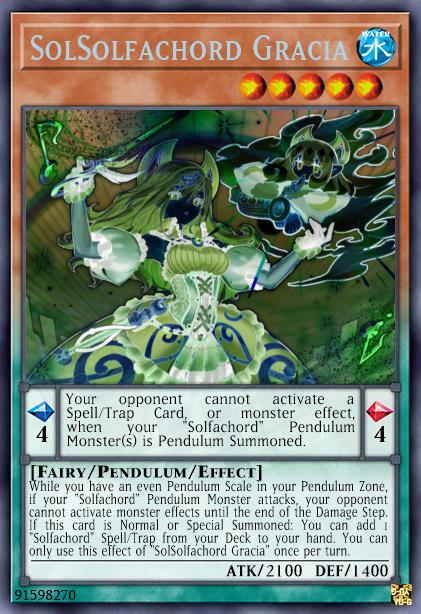 SolSolfachord Gracia
WATER
水
Your opponent cannot activate a
Spell/Trap Card, or monster effect,
when your "Solfachord" Pendulum
Monster(s) is Pendulum Summoned.
4
4
[Fairy/Pendulum/Effect]
While you have an even Pendulum Scale in your Pendulum Zone,
if your "Solfachord" Pendulum Monster attacks, your opponent
cannot activate monster effects until the end of the Damage Step.
If this card is Normal or Special Summoned: You can add 1
"Solfachord" Spell/Trap from your Deck to your hand. You can
only use this effect of "SolSolfachord Gracia" once per turn.
ATK/2100 DEF/1400
91598270